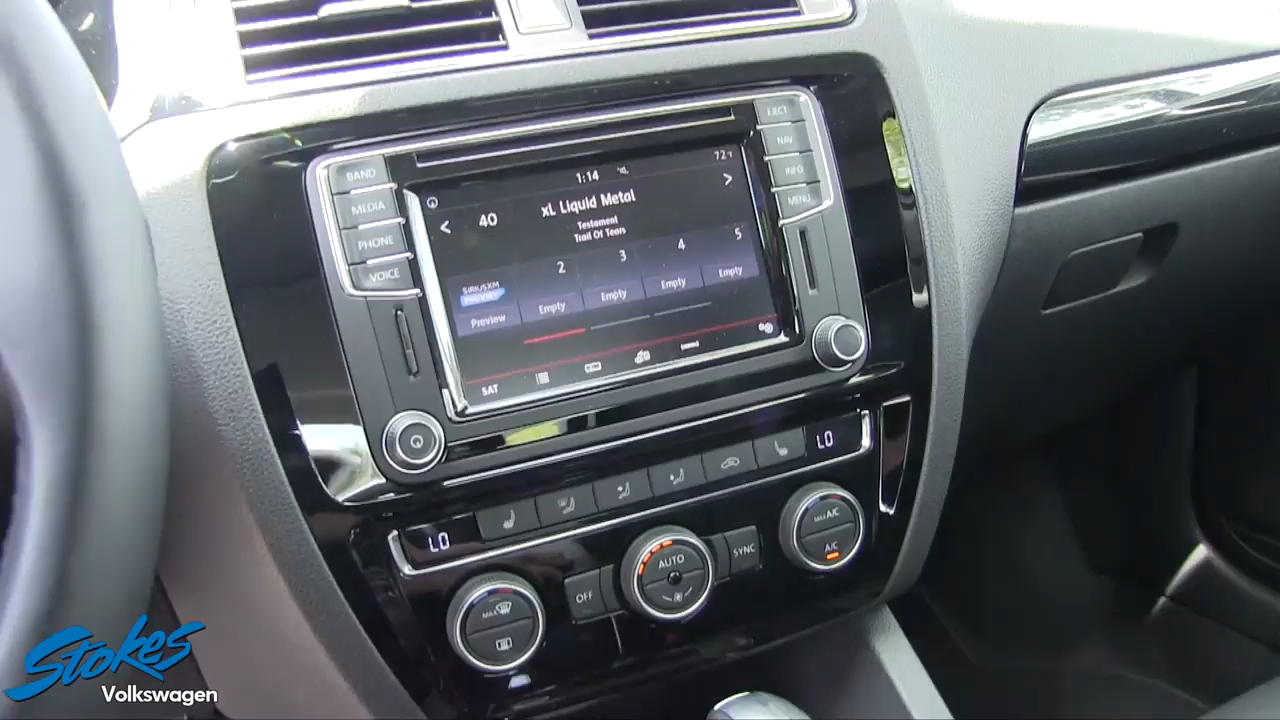 EJECT
BAND
NAV
MEDIA
INFO
PHONE
MENU
VOICE
1:14
72°F
< 40 xL Liquid Metal >
Testament
Trail Of Tears
2 3 4 5
SIRIUSXM
PREVIEW
Preview Empty Empty Empty Empty
SAT
LO
LO
MAX A/C
A/C
AUTO
SYNC
OFF
MAX
Stokes
Volkswagen